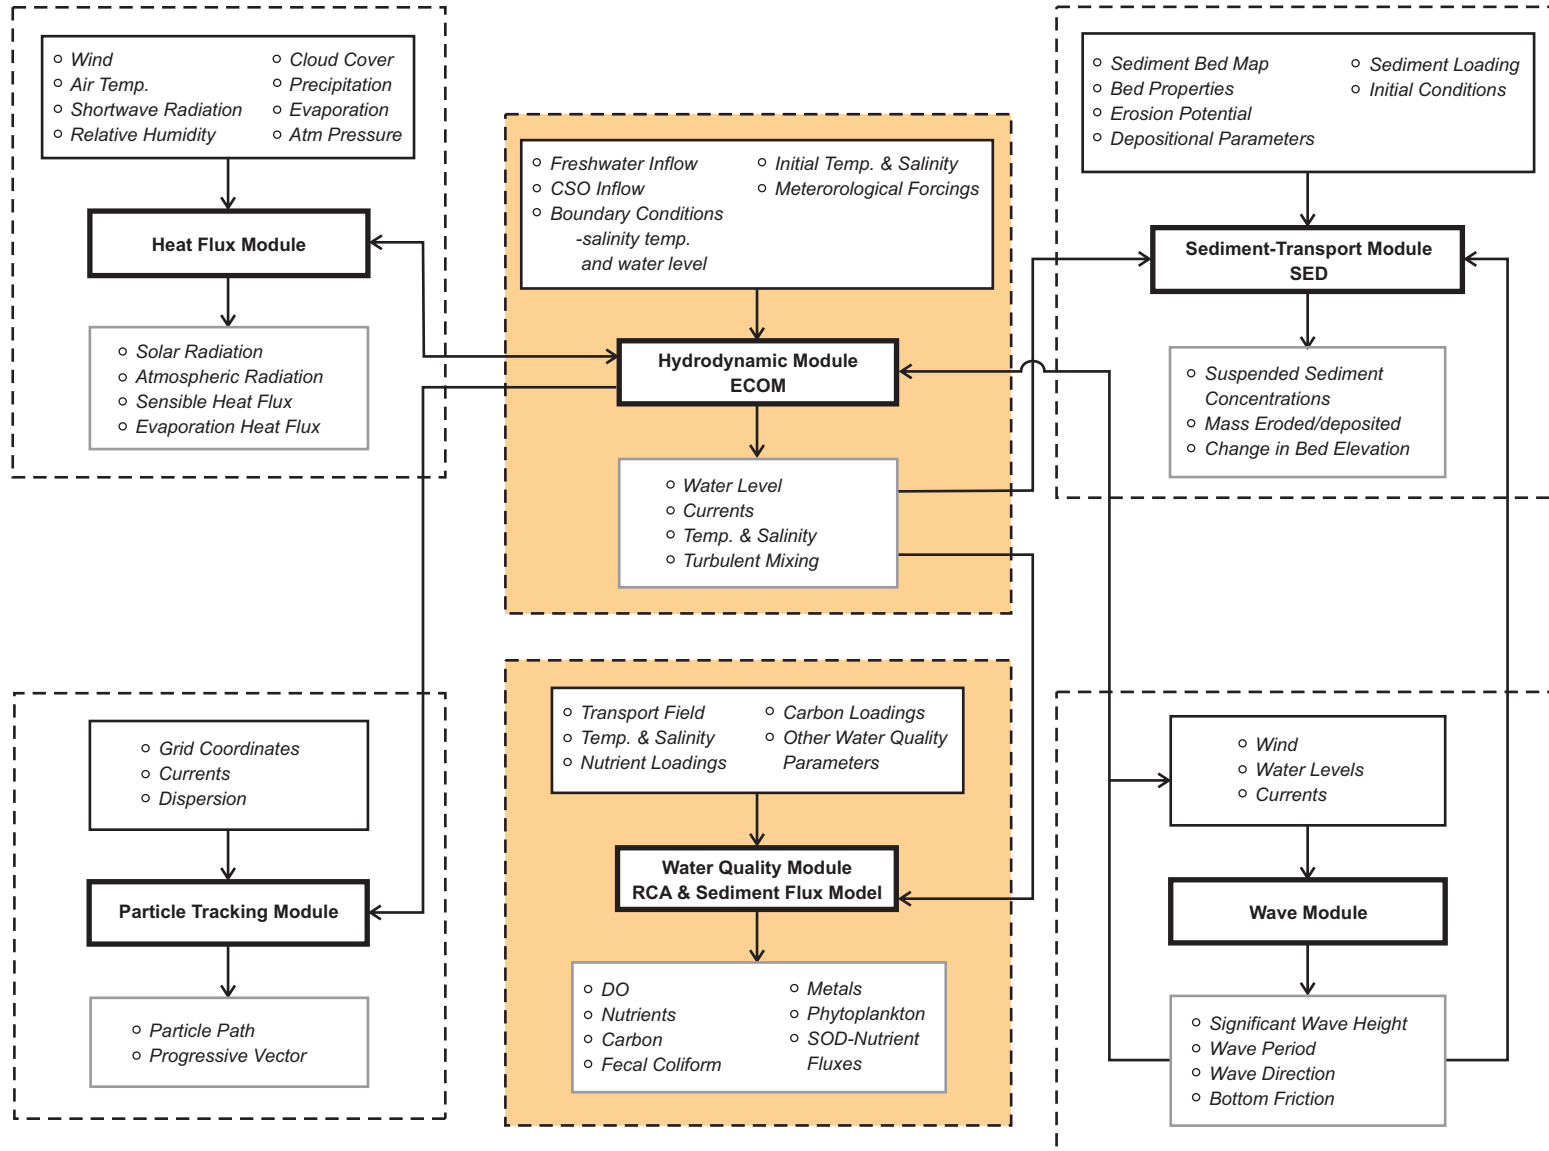 Wind
Air Temp.
Shortwave Radiation
Relative Humidity
Cloud Cover
Precipitation
Evaporation
Atm Pressure
Heat Flux Module
Solar Radiation
Atmospheric Radiation
Sensible Heat Flux
Evaporation Heat Flux
Freshwater Inflow
CSO Inflow
Boundary Conditions
-salinity temp.
and water level
Initial Temp. & Salinity
Meterorological Forcings
Hydrodynamic Module
ECOM
Water Level
Currents
Temp. & Salinity
Turbulent Mixing
Sediment Bed Map
Bed Properties
Erosion Potential
Depositional Parameters
Sediment Loading
Initial Conditions
Sediment-Transport Module
SED
Suspended Sediment
Concentrations
Mass Eroded/deposited
Change in Bed Elevation
Grid Coordinates
Currents
Dispersion
Particle Tracking Module
Particle Path
Progressive Vector
Transport Field
Temp. & Salinity
Nutrient Loadings
Carbon Loadings
Other Water Quality
Parameters
Water Quality Module
RCA & Sediment Flux Model
DO
Nutrients
Carbon
Fecal Coliform
Metals
Phytoplankton
SOD-Nutrient
Fluxes
Wind
Water Levels
Currents
Wave Module
Significant Wave Height
Wave Period
Wave Direction
Bottom Friction